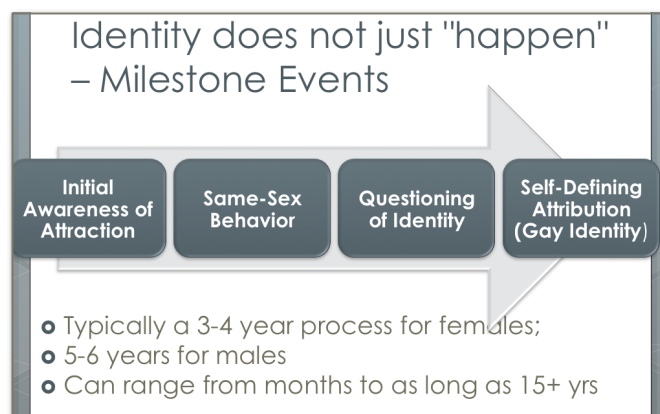 Identity does not just "happen"
– Milestone Events
Initial
Awareness of
Attraction
Same-Sex
Behavior
Questioning
of Identity
Self-Defining
Attribution
(Gay Identity)
Typically a 3-4 year process for females;
5-6 years for males
Can range from months to as long as 15+ yrs